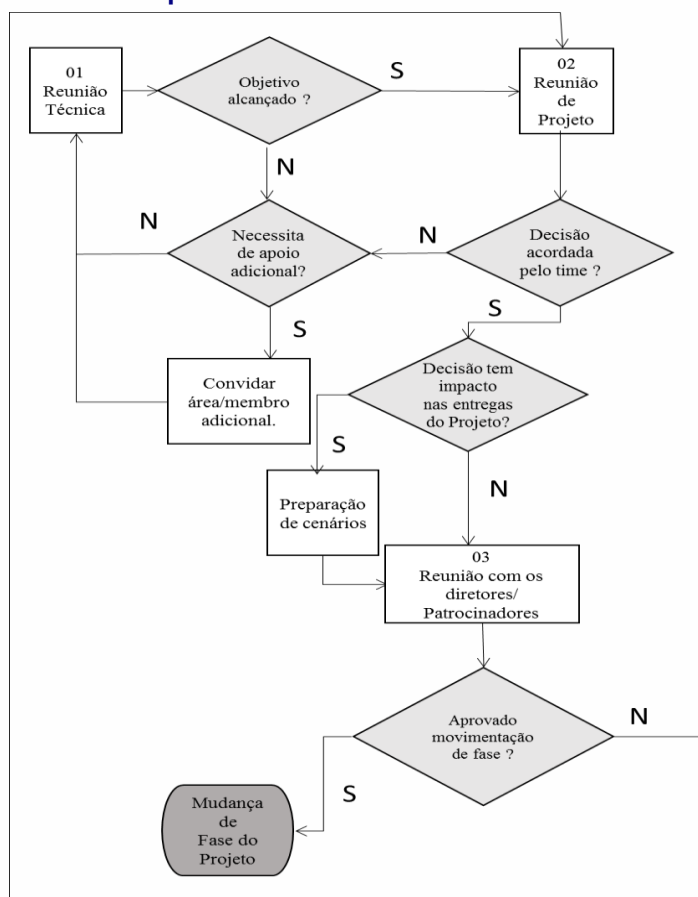 01
Reunião
Técnica
Objetivo
alcançado ?
S
02
Reunião
de
Projeto
N
N
Necessita
de apoio
adicional?
N
Decisão
acordada
pelo time ?
S
S
Convidar
área/membro
adicional.
Decisão tem
impacto
nas entregas
do Projeto?
S
N
Preparação
de cenários
03
Reunião com os
diretores/
Patrocinadores
Aprovado
movimentação
de fase ?
N
S
Mudança
de
Fase do
Projeto